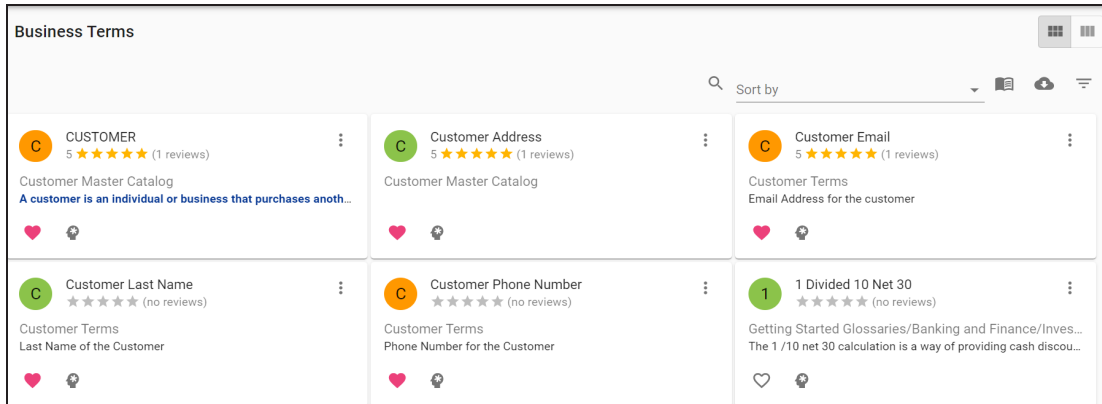 Business Terms
Sort by
C
CUSTOMER
5 (1 reviews)
Customer Master Catalog
A customer is an individual or business that purchases anoth...
C
Customer Address
5 (1 reviews)
Customer Master Catalog
C
Customer Email
5 (1 reviews)
Customer Terms
Email Address for the customer
C
Customer Last Name
(no reviews)
Customer Terms
Last Name of the Customer
C
Customer Phone Number
(no reviews)
Customer Terms
Phone Number for the Customer
1
1 Divided 10 Net 30
(no reviews)
Getting Started Glossaries/Banking and Finance/Inves...
The 1 /10 net 30 calculation is a way of providing cash discou...